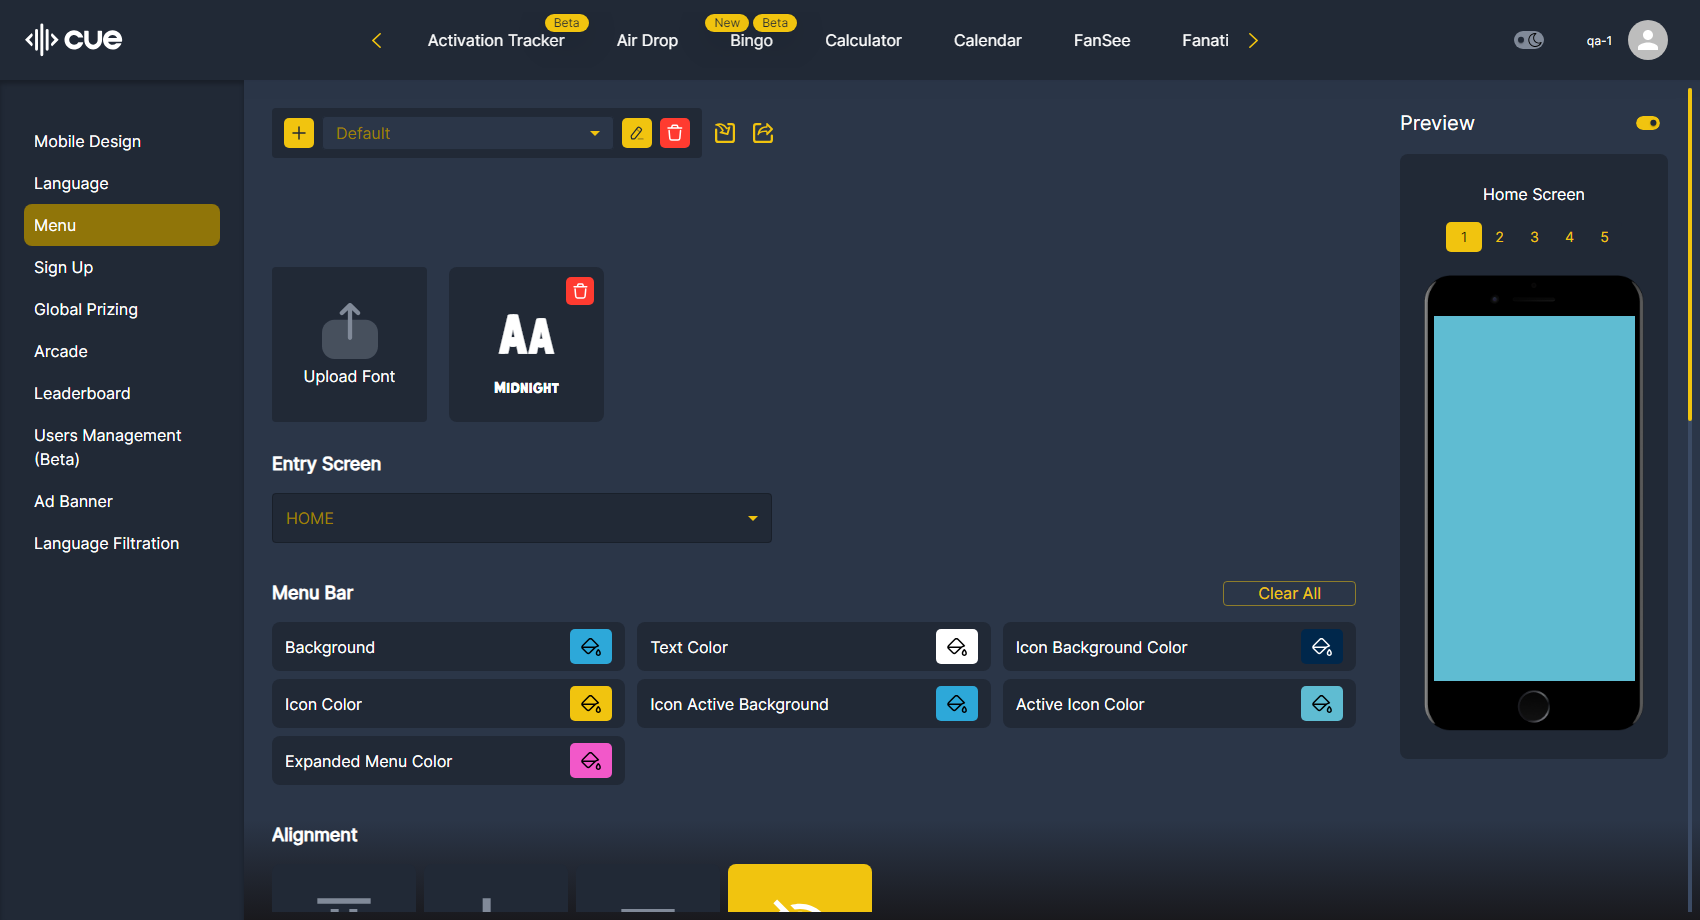 cue
Activation Tracker
Beta
Air Drop
New
Beta
Bingo
Calculator
Calendar
FanSee
Fanati
qa-1
Mobile Design
Language
Menu
Sign Up
Global Prizing
Arcade
Leaderboard
Users Management
(Beta)
Ad Banner
Language Filtration
Default
Upload Font
AA
MIDNIGHT
Entry Screen
HOME
Menu Bar
Clear All
Background
Text Color
Icon Background Color
Icon Color
Icon Active Background
Active Icon Color
Expanded Menu Color
Alignment
Preview
Home Screen
1 2 3 4 5